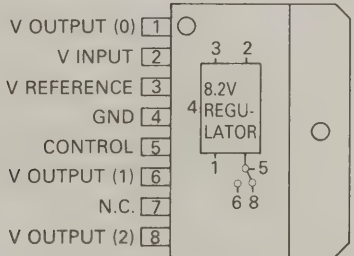 V OUTPUT (0) 1
V INPUT 2
V REFERENCE 3
GND 4
CONTROL 5
V OUTPUT (1) 6
N.C. 7
V OUTPUT (2) 8
3 2
8.2V
4 REGU-
LATOR
1 5
6 8